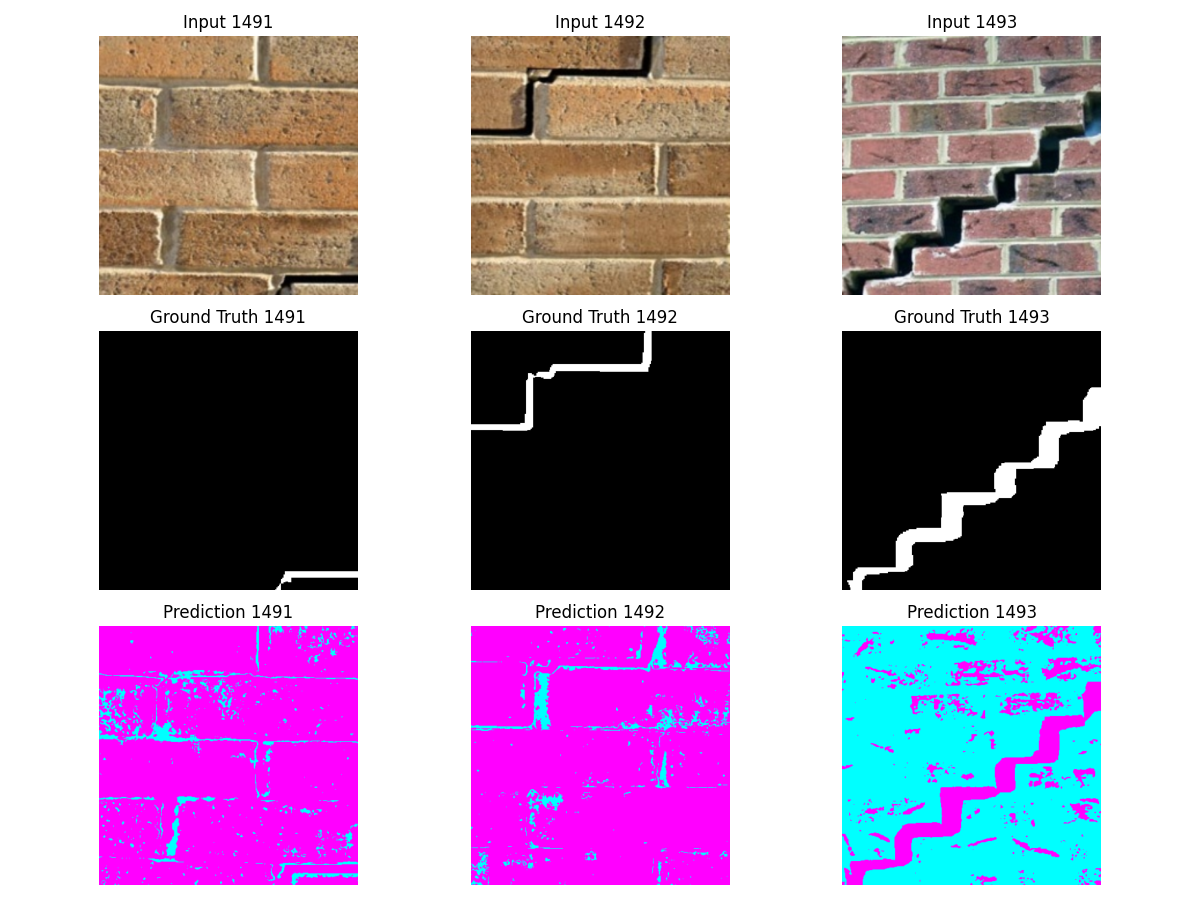 Input 1491
Input 1492
Input 1493
Ground Truth 1491
Ground Truth 1492
Ground Truth 1493
Prediction 1491
Prediction 1492
Prediction 1493